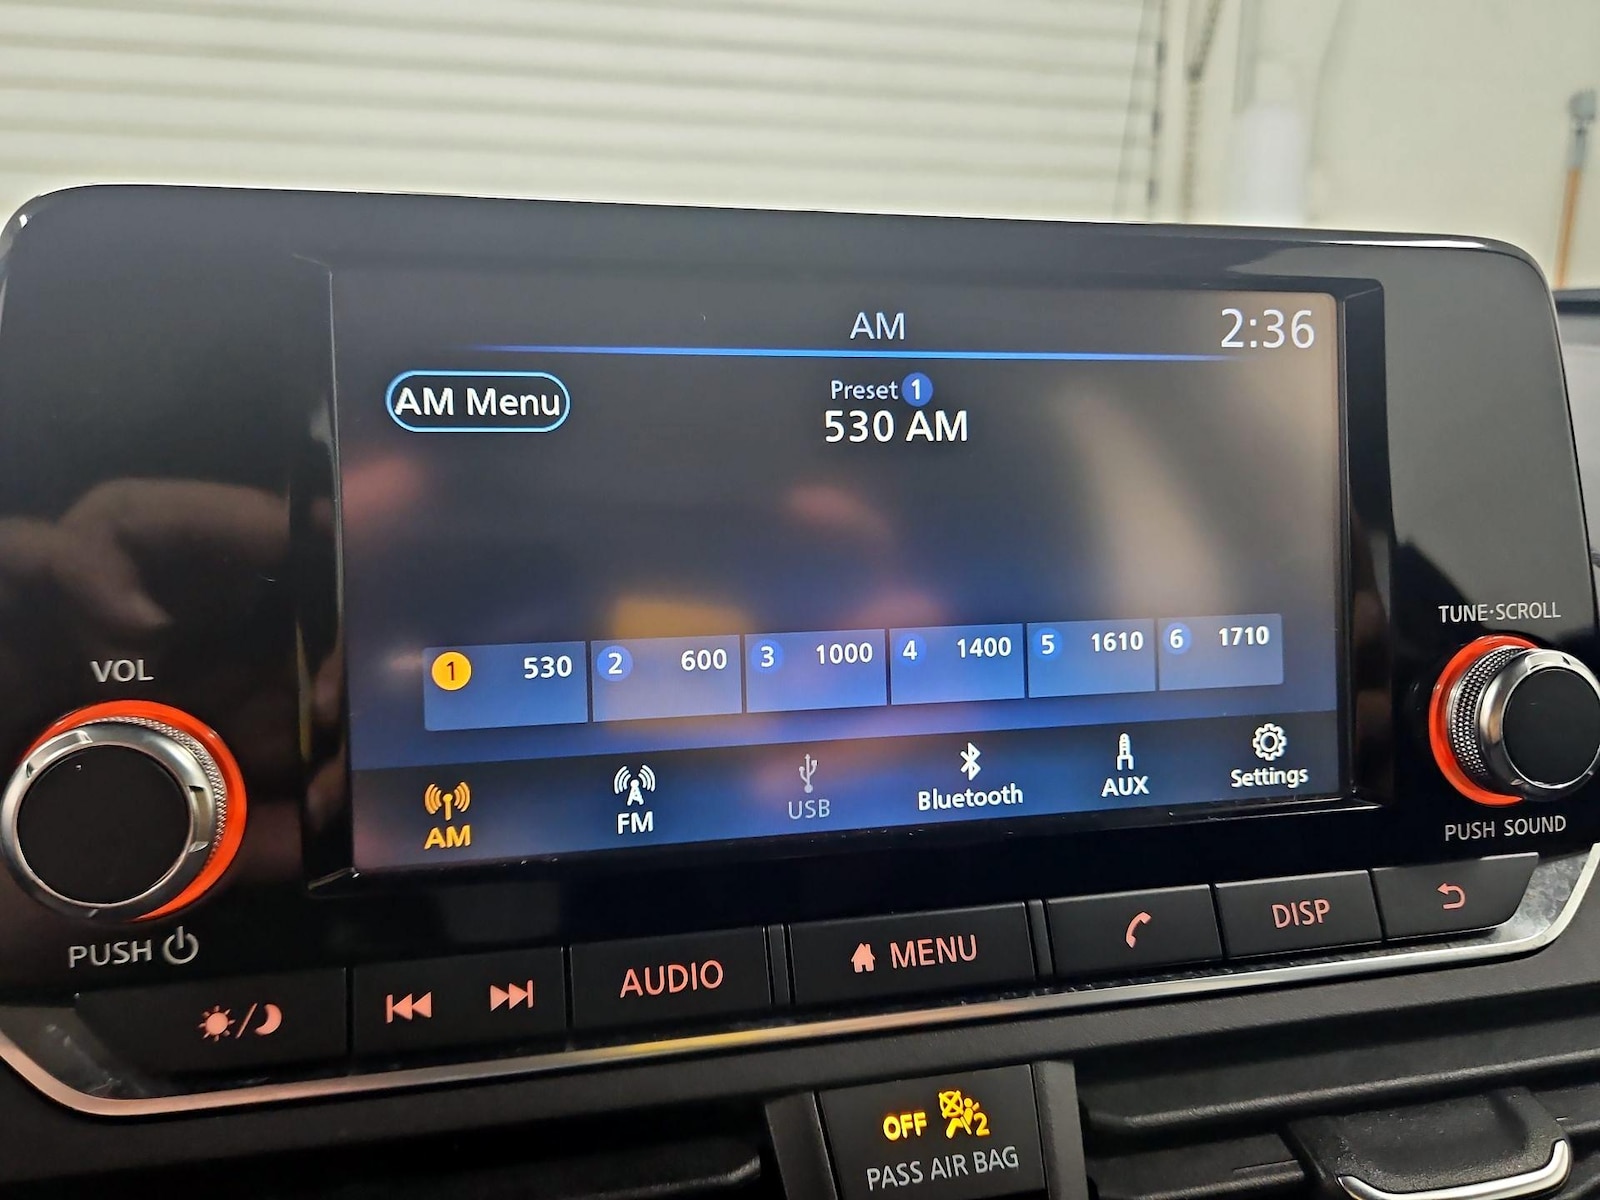 AM
2:36
AM Menu
Preset 1
530 AM
1 530 2 600 3 1000 4 1400 5 1610 6 1710
AM FM USB Bluetooth AUX Settings
VOL
PUSH
TUNE·SCROLL
PUSH SOUND
AUDIO MENU DISP
OFF 2
PASS AIR BAG